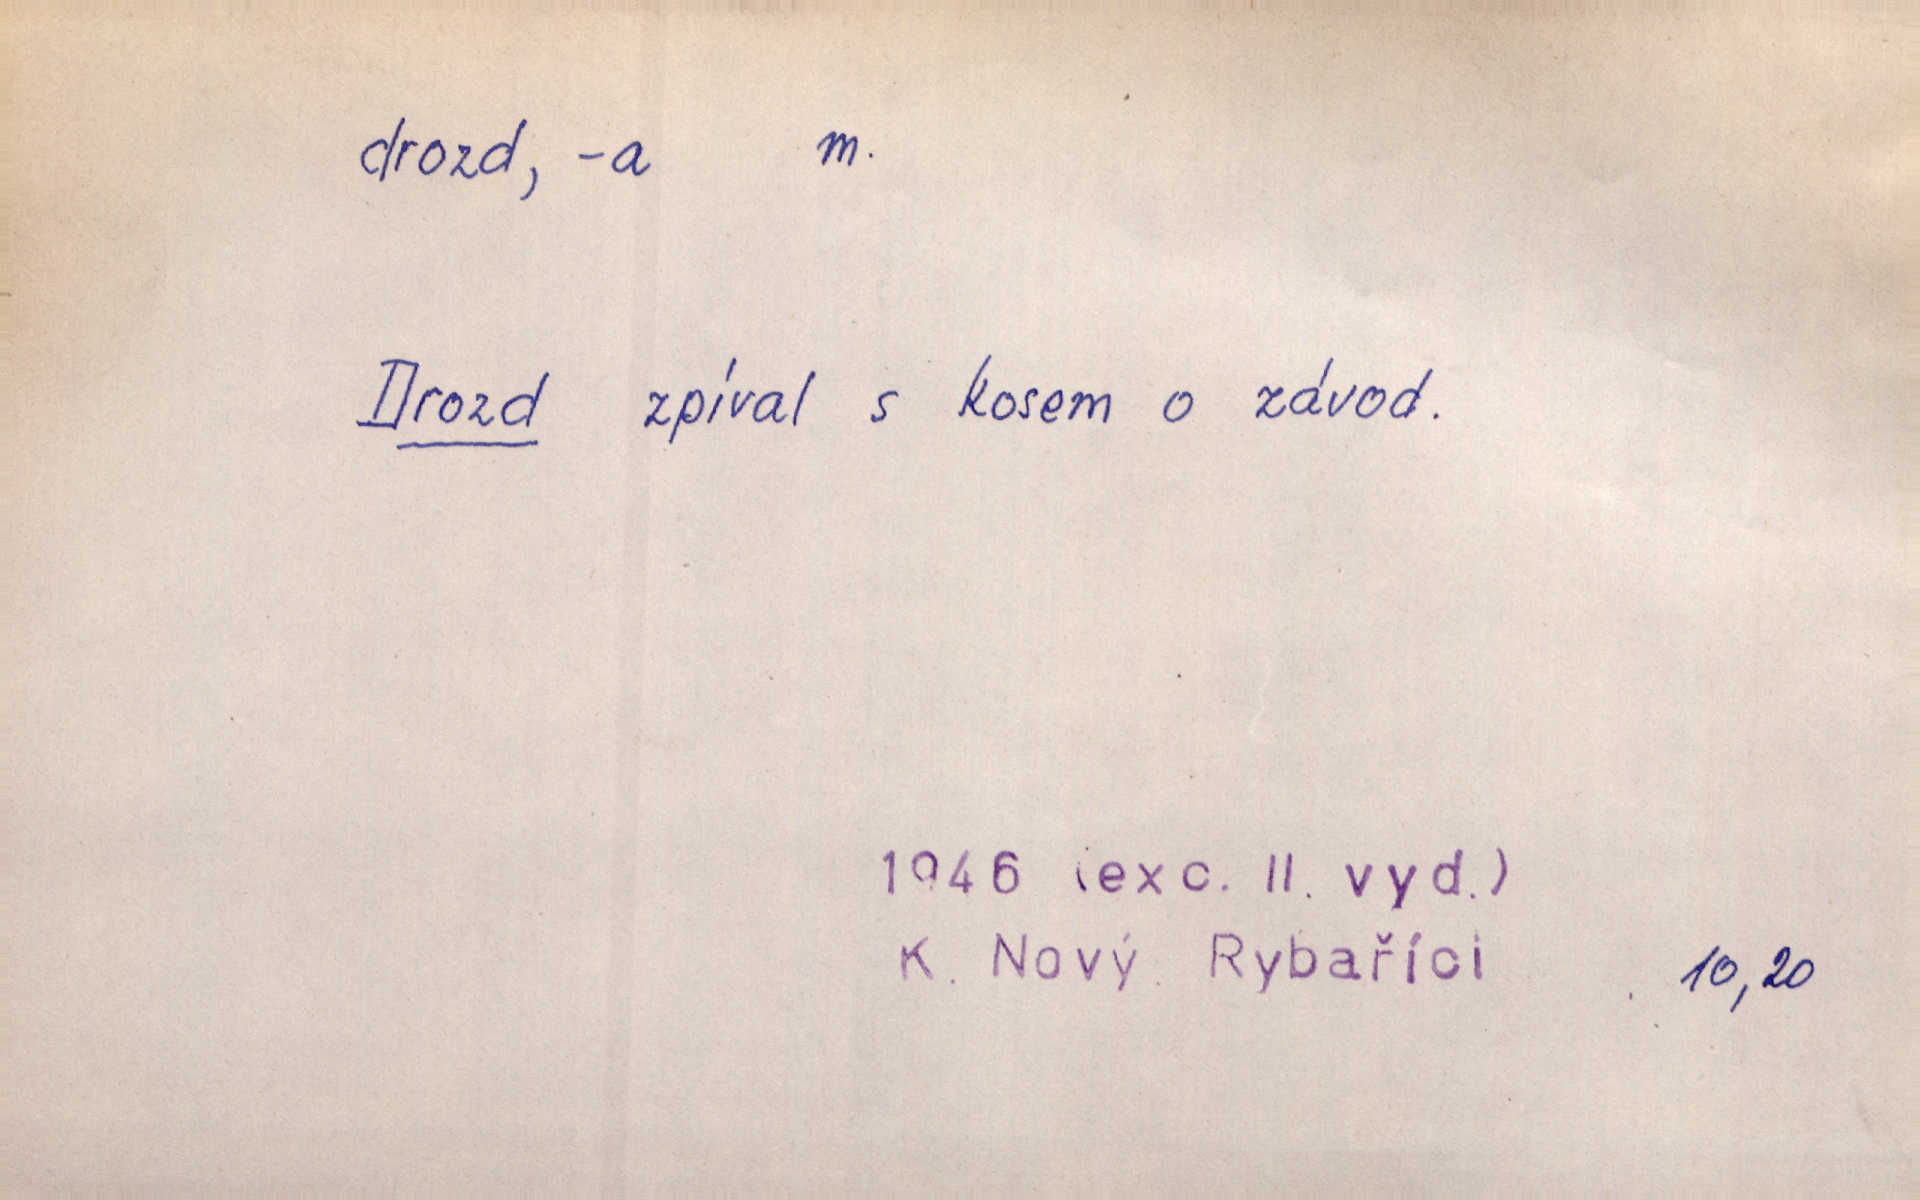 drozd, -a m.
Drozd zpíval s kosem o závod.
1946 (exc. II. vyd.)
K. Nový. Rybaříci 10,20